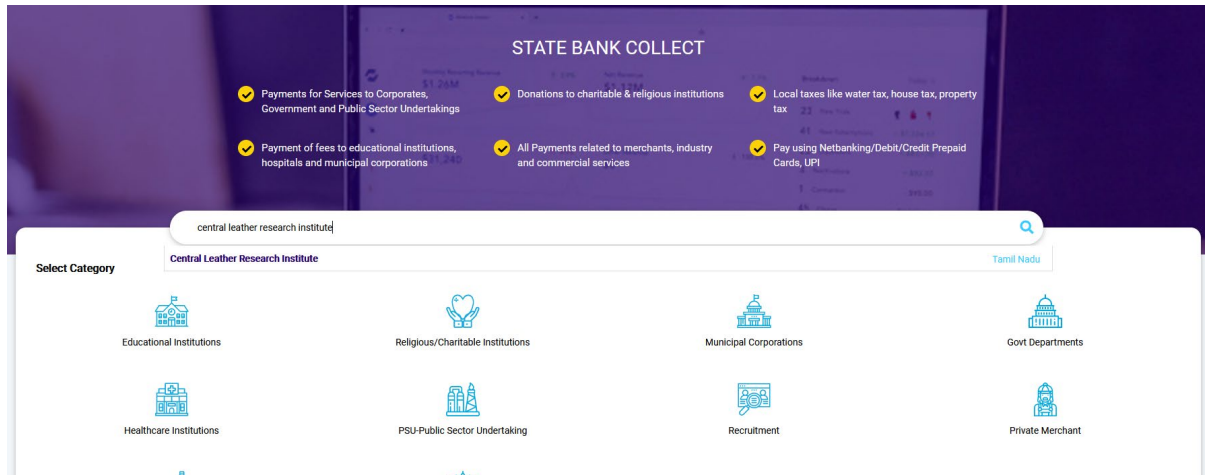 STATE BANK COLLECT
Payments for Services to Corporates,
Government and Public Sector Undertakings
Donations to charitable & religious institutions
Local taxes like water tax, house tax, property
tax
Payment of fees to educational institutions,
hospitals and municipal corporations
All Payments related to merchants, industry
and commercial services
Pay using Netbanking/Debit/Credit Prepaid
Cards, UPI
central leather research institute
Central Leather Research Institute
Tamil Nadu
Select Category
Educational Institutions
Religious/Charitable Institutions
Municipal Corporations
Govt Departments
Healthcare Institutions
PSU-Public Sector Undertaking
Recruitment
Private Merchant